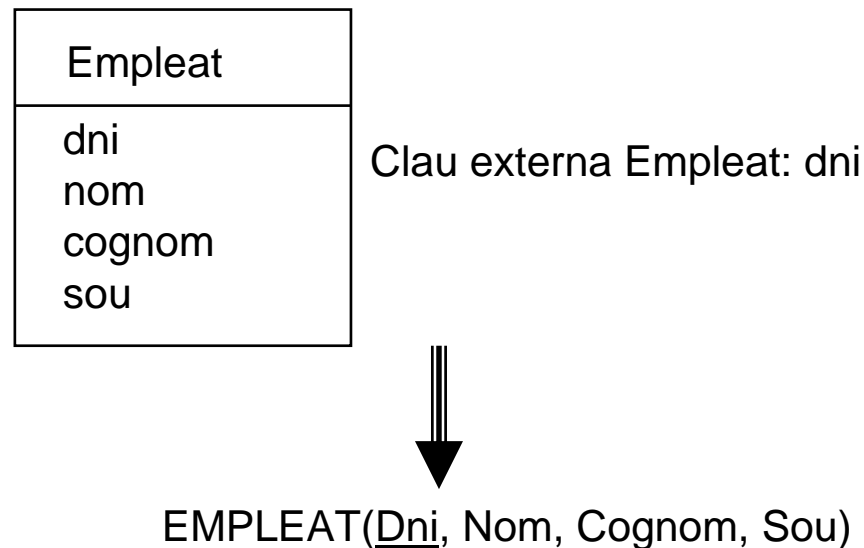 Empleat
dni
nom
cognom
sou
Clau externa Empleat: dni
EMPLEAT(Dni, Nom, Cognom, Sou)